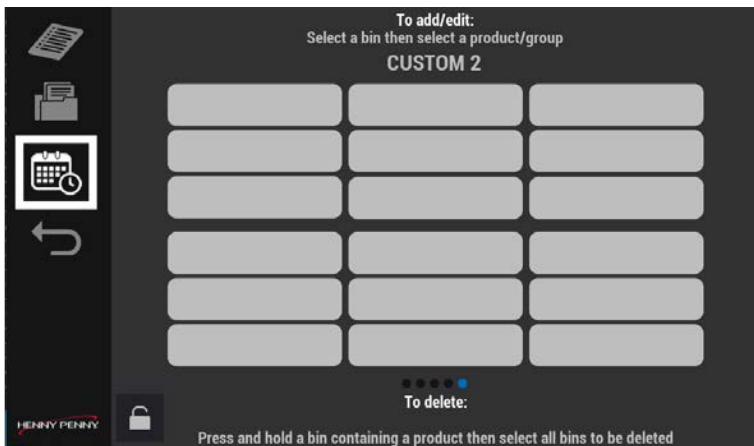 To add/edit:
Select a bin then select a product/group
CUSTOM 2
To delete:
Press and hold a bin containing a product then select all bins to be deleted
HENNY PENNY